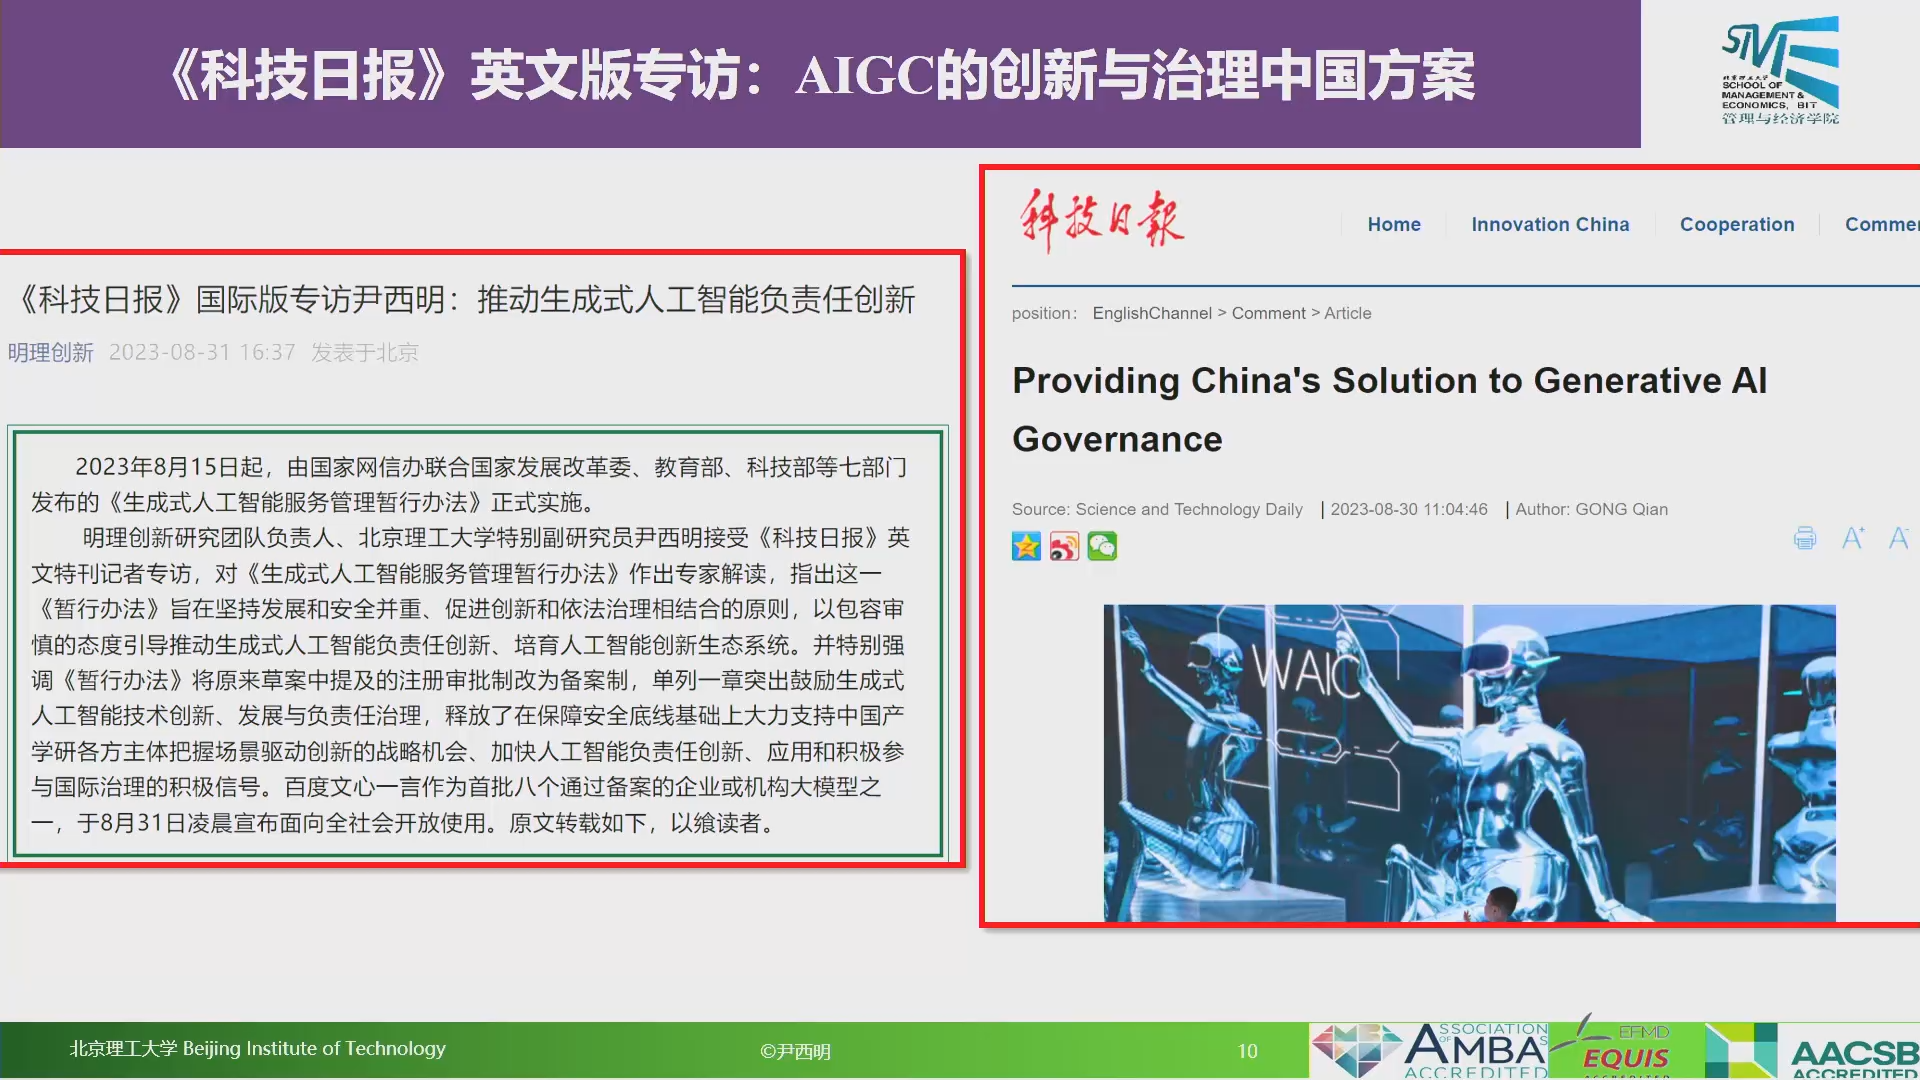 《科技日报》英文版专访：AIGC的创新与治理中国方案
SCHOOL OF
MANAGEMENT &
ECONOMICS, BIT
管理与经济学院
《科技日报》国际版专访尹西明：推动生成式人工智能负责任创新
明理创新 2023-08-31 16:37 发表于北京
2023年8月15日起，由国家网信办联合国家发展改革委、教育部、科技部等七部门
发布的《生成式人工智能服务管理暂行办法》正式实施。
明理创新研究团队负责人、北京理工大学特别副研究员尹西明接受《科技日报》英
文特刊记者专访，对《生成式人工智能服务管理暂行办法》作出专家解读，指出这一
《暂行办法》旨在坚持发展和安全并重、促进创新和依法治理相结合的原则，以包容审
慎的态度引导推动生成式人工智能负责任创新、培育人工智能创新生态系统。并特别强
调《暂行办法》将原来草案中提及的注册审批制改为备案制，单列一章突出鼓励生成式
人工智能技术创新、发展与负责任治理，释放了在保障安全底线基础上大力支持中国产
学研各方主体把握场景驱动创新的战略机会、加快人工智能负责任创新、应用和积极参
与国际治理的积极信号。百度文心一言作为首批八个通过备案的企业或机构大模型之
一，于8月31日凌晨宣布面向全社会开放使用。原文转载如下，以飨读者。
科技日報
Home Innovation China Cooperation Commer
position： EnglishChannel > Comment > Article
Providing China's Solution to Generative AI
Governance
Source: Science and Technology Daily | 2023-08-30 11:04:46 | Author: GONG Qian
A+ A-
WAIC
北京理工大学 Beijing Institute of Technology
©尹西明
10
ASSOCIATION
OF
AMBA
ACCREDITED
EFMD
EQUIS
ACCREDITED
AACSB
ACCREDITED